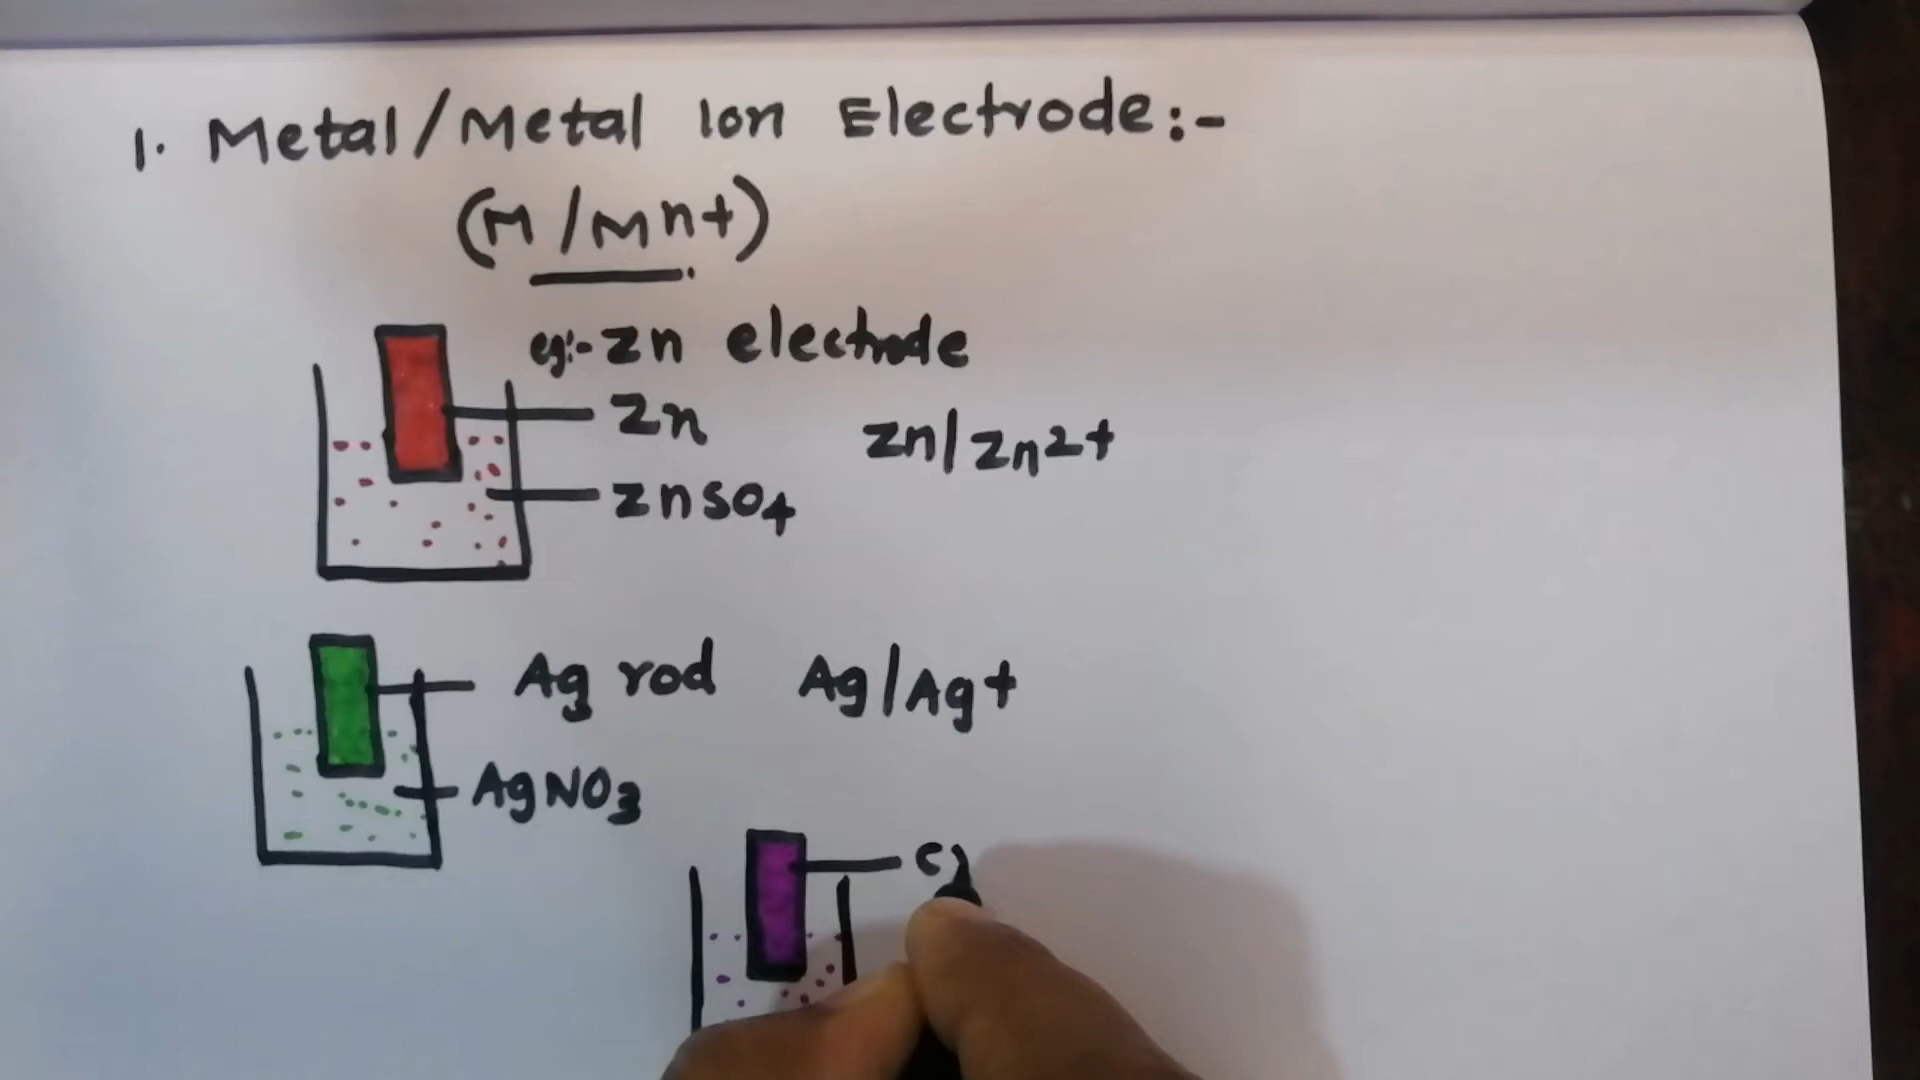 1. Metal/Metal Ion Electrode:-
(M/Mn+)
eg:- Zn electrode
Zn
Zn/Zn2+
ZnSO4
Ag rod
Ag/Ag+
AgNO3